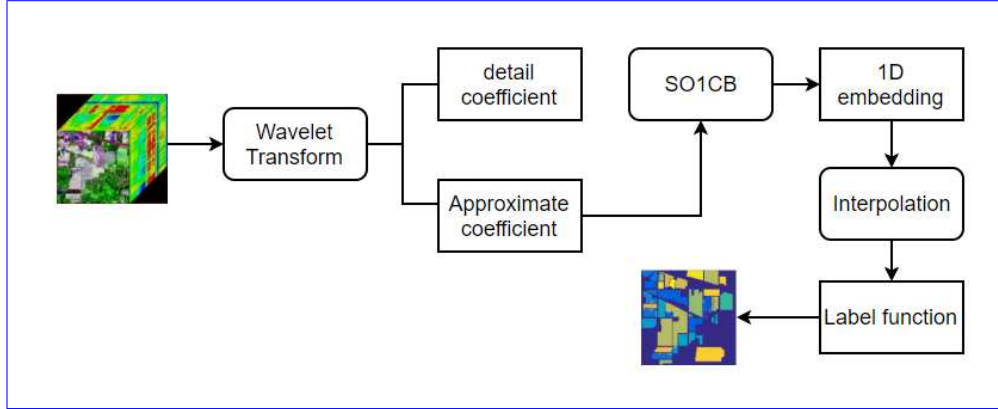 Wavelet
Transform
detail
coefficient
Approximate
coefficient
SO1CB
1D
embedding
Interpolation
Label function